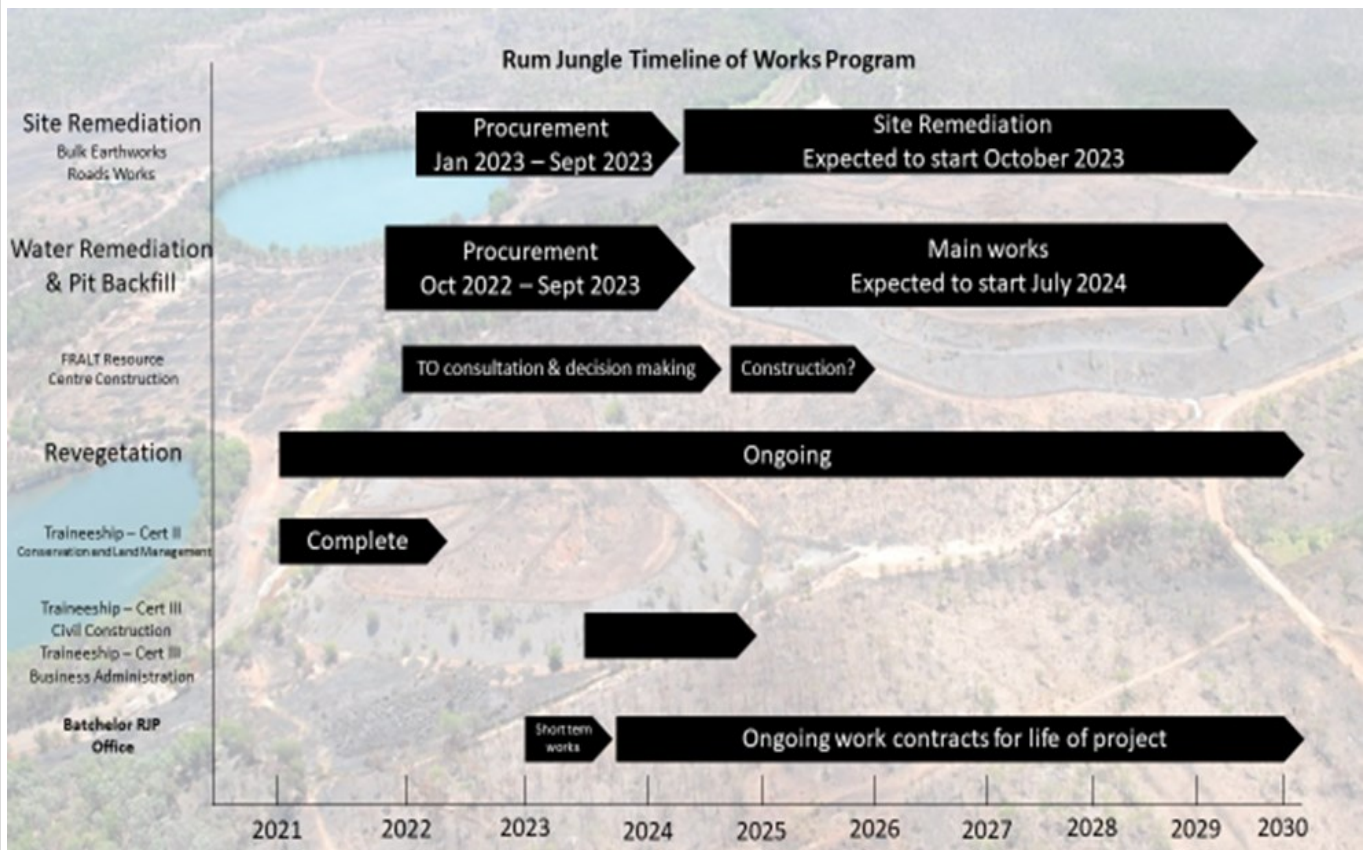 Rum Jungle Timeline of Works Program
Site Remediation
Bulk Earthworks
Roads Works
Procurement
Jan 2023 – Sept 2023
Site Remediation
Expected to start October 2023
Water Remediation
& Pit Backfill
Procurement
Oct 2022 – Sept 2023
Main works
Expected to start July 2024
FRALT Resource
Centre Construction
TO consultation & decision making
Construction?
Revegetation
Ongoing
Traineeship – Cert II
Conservation and Land Management
Complete
Traineeship – Cert III
Civil Construction
Traineeship – Cert III
Business Administration
Batchelor RJP
Office
Short term
works
Ongoing work contracts for life of project
2021 2022 2023 2024 2025 2026 2027 2028 2029 2030